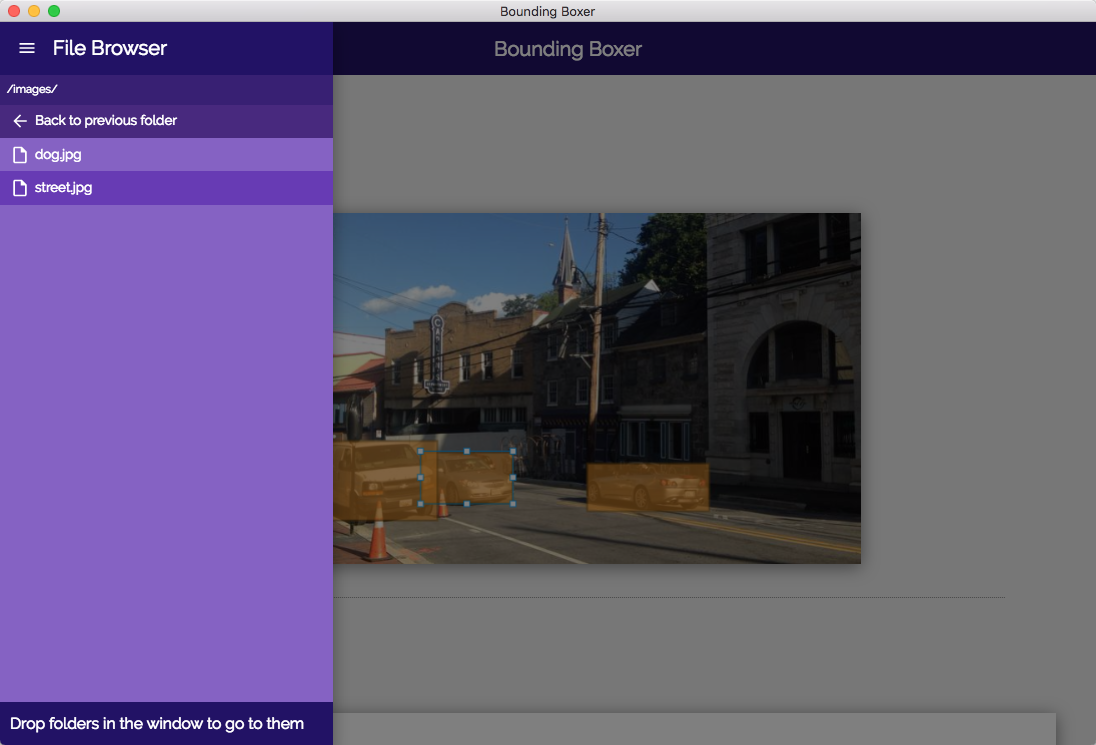 Bounding Boxer
File Browser
Bounding Boxer
/images/
Back to previous folder
dog.jpg
street.jpg
Drop folders in the window to go to them